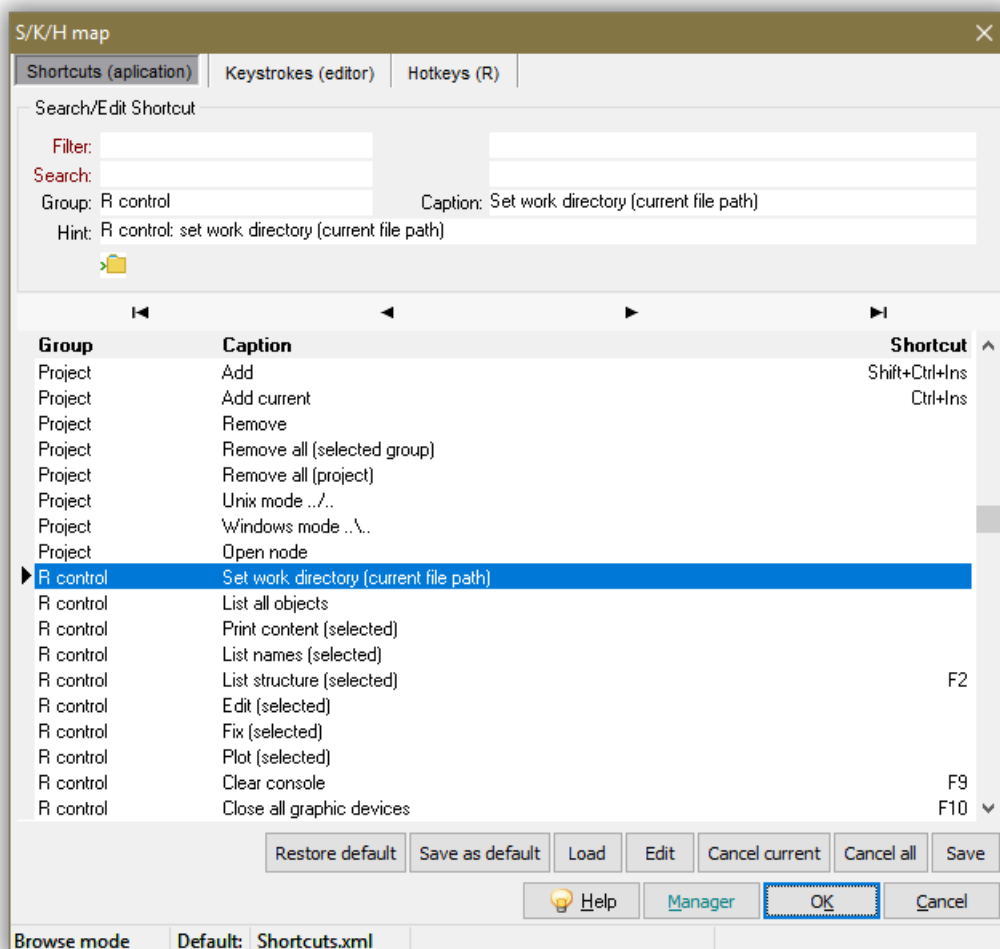 S/K/H map
Shortcuts (aplication) Keystrokes (editor) Hotkeys (R)
Search/Edit Shortcut
Filter:
Search:
Group: R control Caption: Set work directory (current file path)
Hint: R control: set work directory (current file path)
Group Caption Shortcut
Project Add Shift+Ctrl+Ins
Project Add current Ctrl+Ins
Project Remove
Project Remove all (selected group)
Project Remove all (project)
Project Unix mode ../..
Project Windows mode ..\..
Project Open node
R control Set work directory (current file path)
R control List all objects
R control Print content (selected)
R control List names (selected)
R control List structure (selected) F2
R control Edit (selected)
R control Fix (selected)
R control Plot (selected)
R control Clear console F9
R control Close all graphic devices F10
Restore default Save as default Load Edit Cancel current Cancel all Save
Help Manager OK Cancel
Browse mode Default: Shortcuts.xml